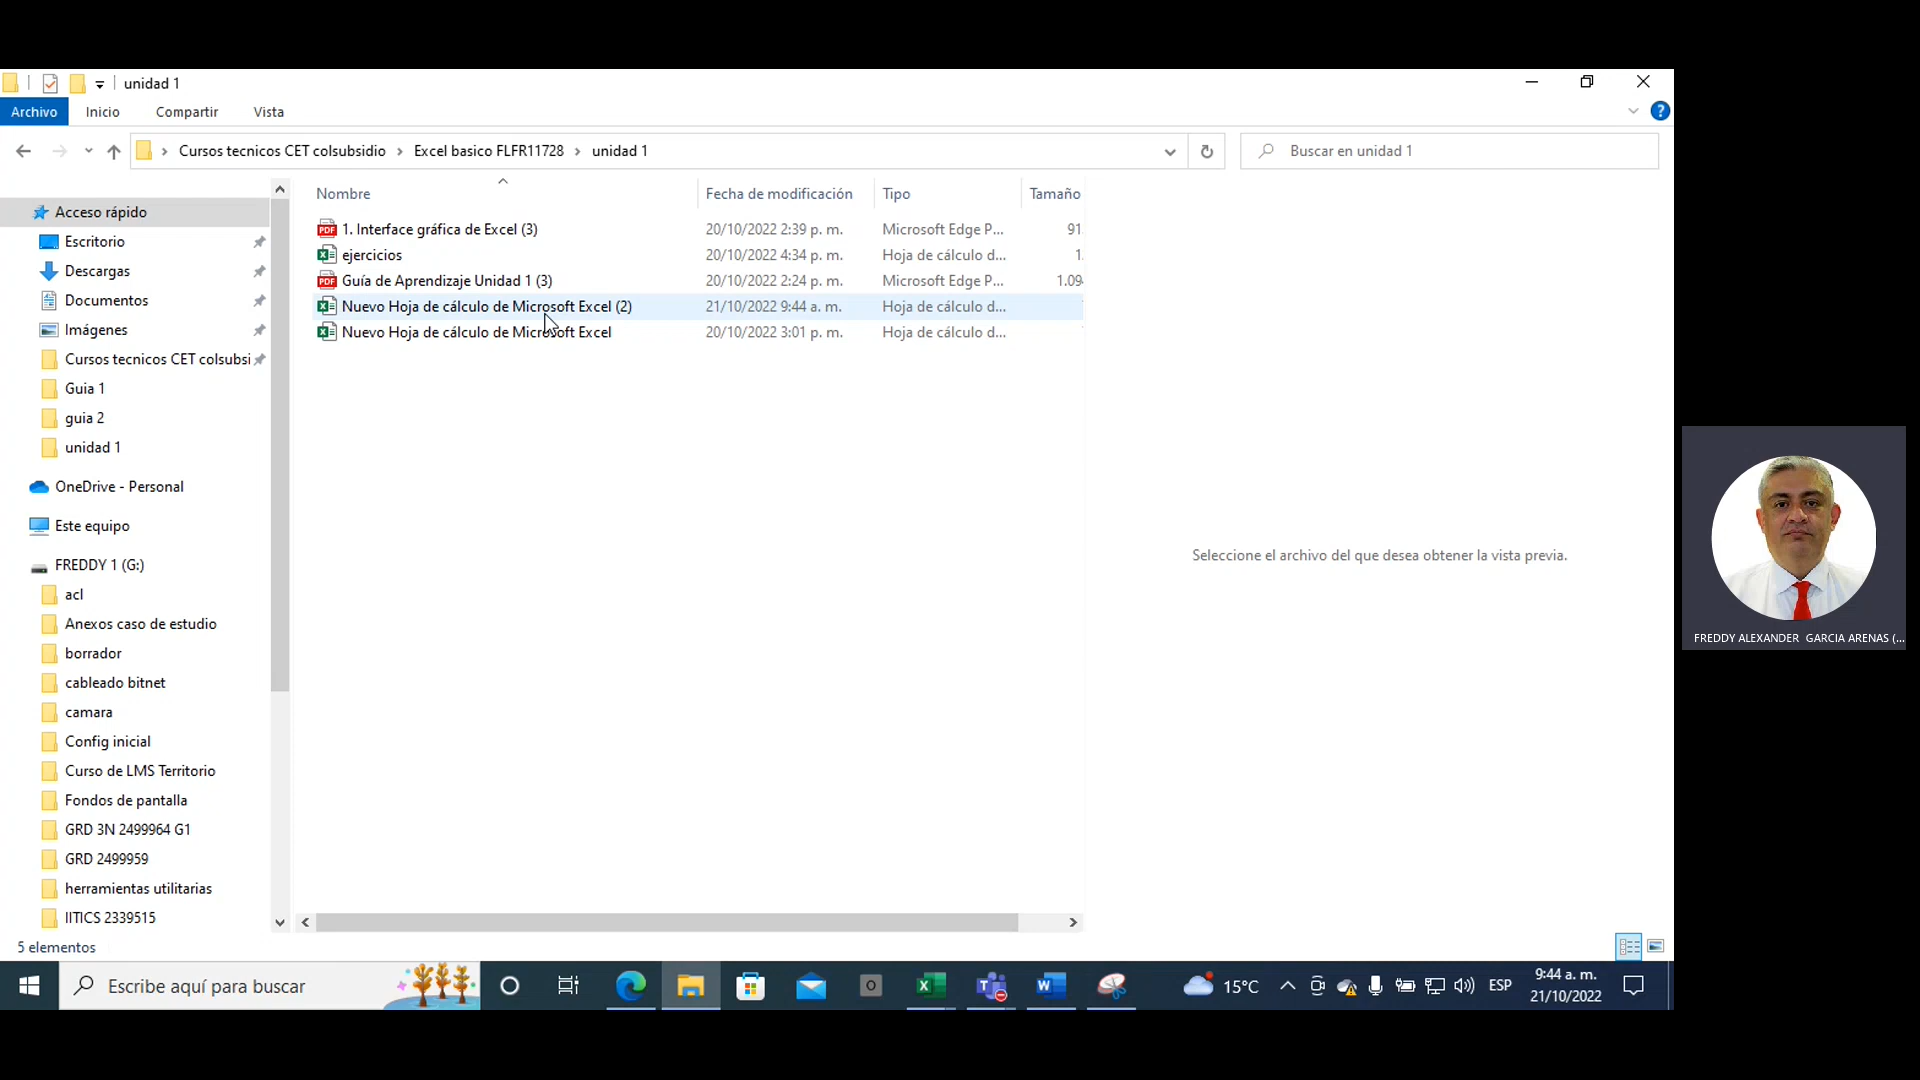 unidad 1
Archivo Inicio Compartir Vista
Cursos tecnicos CET colsubsidio > Excel basico FLFR11728 > unidad 1
Buscar en unidad 1
Nombre Fecha de modificación Tipo Tamaño
1. Interface gráfica de Excel (3) 20/10/2022 2:39 p. m. Microsoft Edge P... 91
ejercicios 20/10/2022 4:34 p. m. Hoja de cálculo d... 1
Guía de Aprendizaje Unidad 1 (3) 20/10/2022 2:24 p. m. Microsoft Edge P... 1.09
Nuevo Hoja de cálculo de Microsoft Excel (2) 21/10/2022 9:44 a. m. Hoja de cálculo d...
Nuevo Hoja de cálculo de Microsoft Excel 20/10/2022 3:01 p. m. Hoja de cálculo d...
Acceso rápido
Escritorio
Descargas
Documentos
Imágenes
Cursos tecnicos CET colsubsi
Guia 1
guia 2
unidad 1
OneDrive - Personal
Este equipo
FREDDY 1 (G:)
acl
Anexos caso de estudio
borrador
cableado bitnet
camara
Config inicial
Curso de LMS Territorio
Fondos de pantalla
GRD 3N 2499964 G1
GRD 2499959
herramientas utilitarias
IITICS 2339515
Seleccione el archivo del que desea obtener la vista previa.
FREDDY ALEXANDER GARCIA ARENAS (...
5 elementos
Escribe aquí para buscar
15°C
ESP
9:44 a. m.
21/10/2022